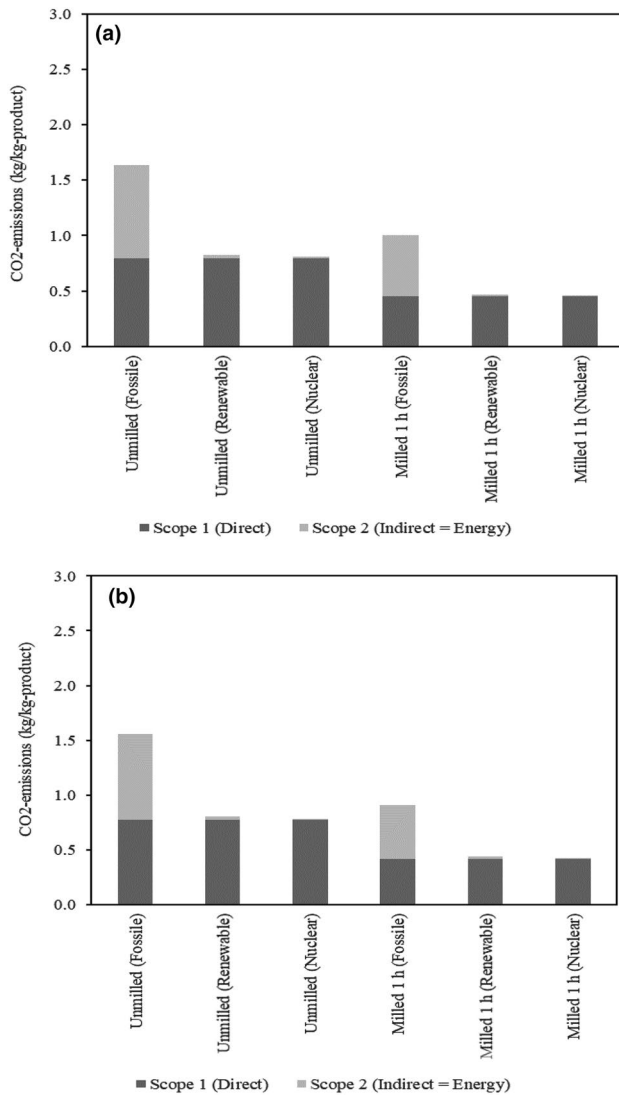 (a)
CO2-emissions (kg/kg-product)
3.0
2.5
2.0
1.5
1.0
0.5
0.0
Unmilled (Fossile)
Unmilled (Renewable)
Unmilled (Nuclear)
Milled 1 h (Fossile)
Milled 1 h (Renewable)
Milled 1 h (Nuclear)
Scope 1 (Direct)
Scope 2 (Indirect = Energy)
(b)
CO2-emissions (kg/kg-product)
3.0
2.5
2.0
1.5
1.0
0.5
0.0
Unmilled (Fossile)
Unmilled (Renewable)
Unmilled (Nuclear)
Milled 1 h (Fossile)
Milled 1 h (Renewable)
Milled 1 h (Nuclear)
Scope 1 (Direct)
Scope 2 (Indirect = Energy)